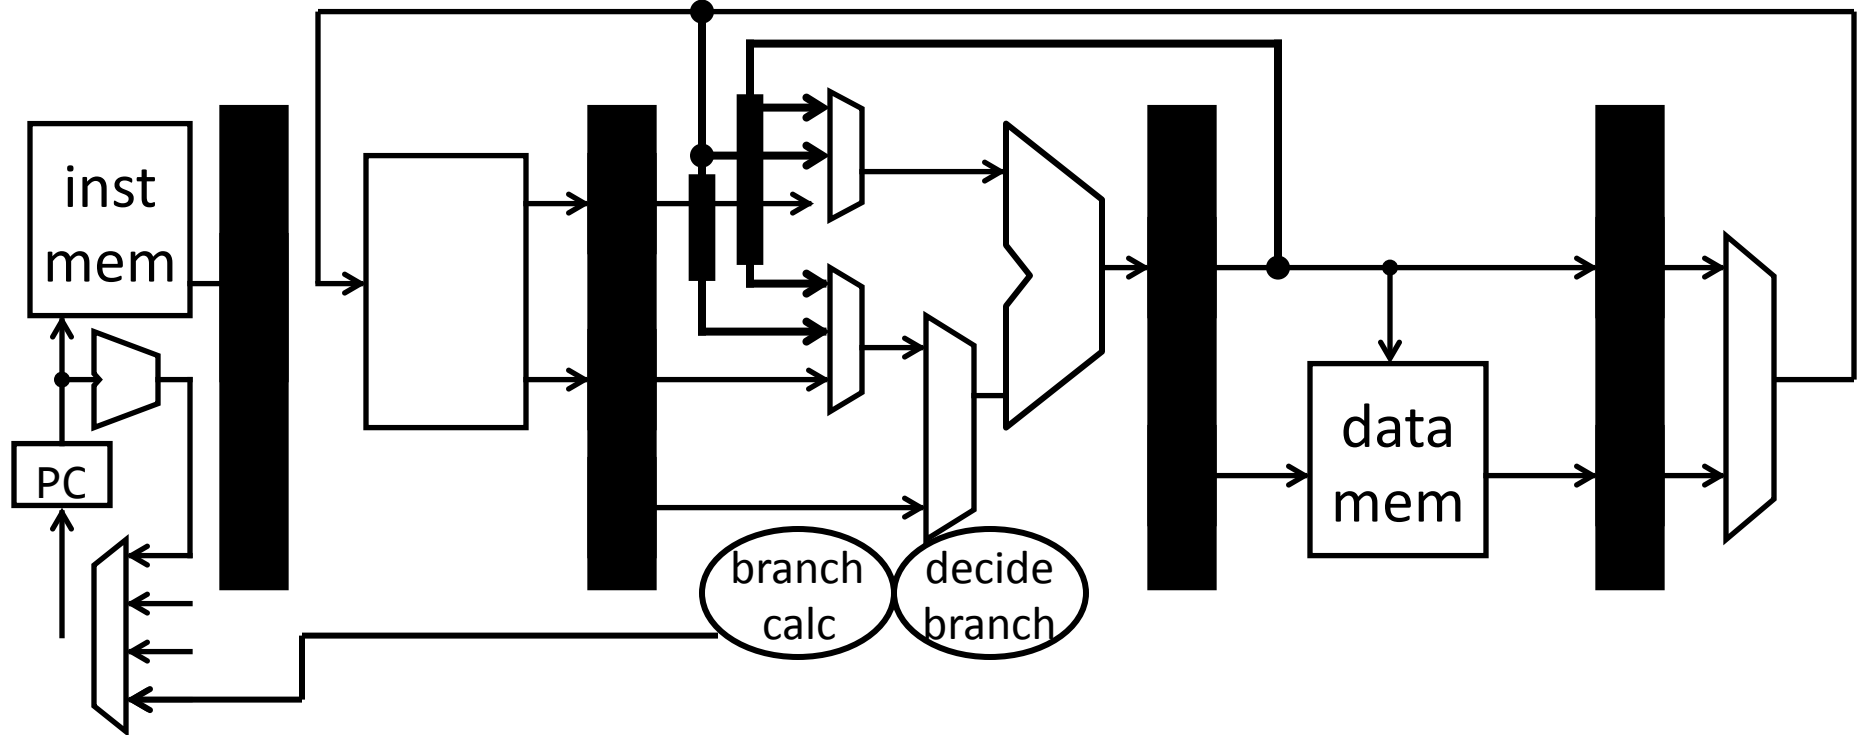 inst
mem
PC
branch
calc
decide
branch
data
mem